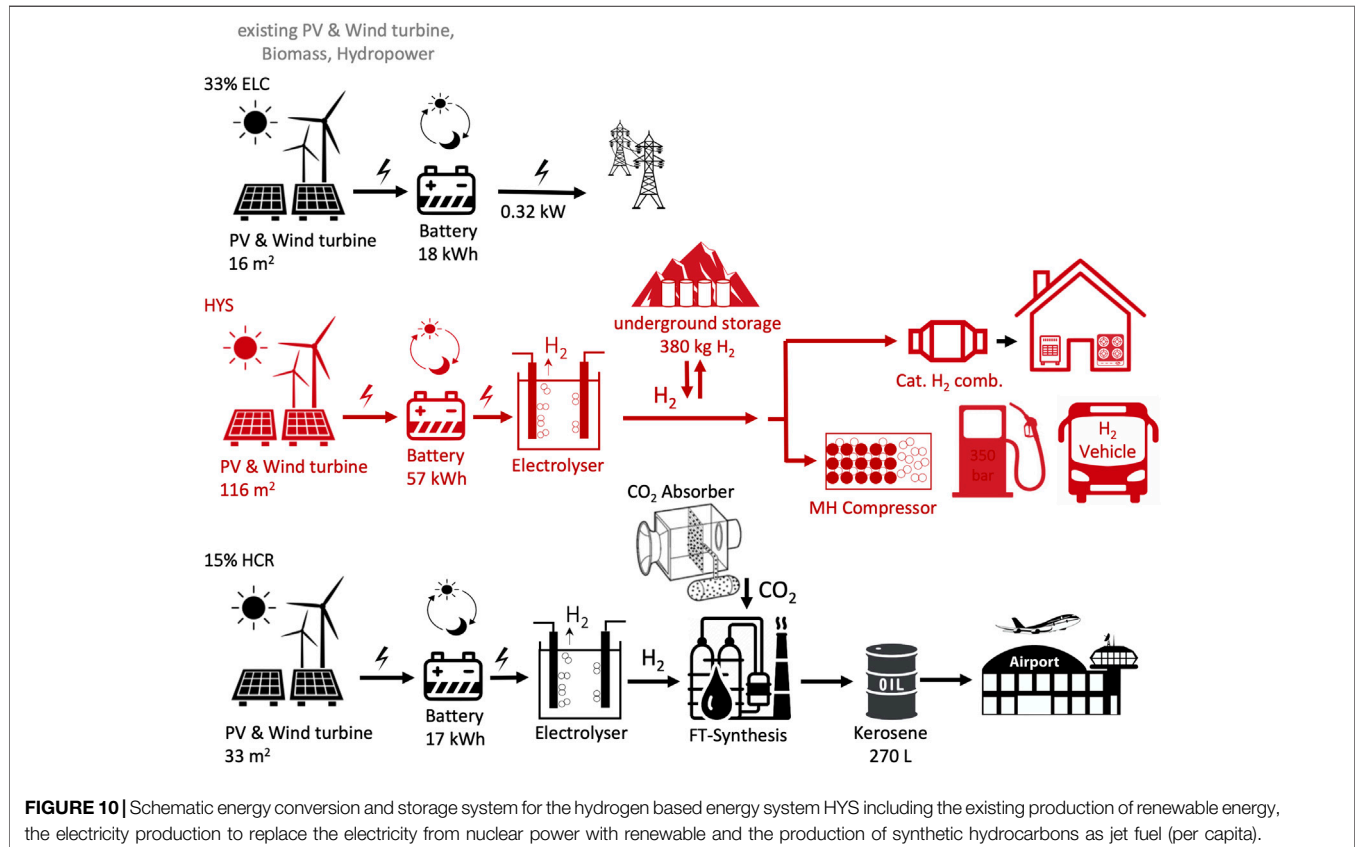 existing PV & Wind turbine,
Biomass, Hydropower
33% ELC
0.32 kW
PV & Wind turbine
16 m²
Battery
18 kWh
HYS
H₂
underground storage
380 kg H₂
H₂
Cat. H₂ comb.
PV & Wind turbine
116 m²
Battery
57 kWh
Electrolyser
MH Compressor
350
bar
H₂
Vehicle
CO₂ Absorber
15% HCR
CO₂
H₂
H₂
OIL
Airport
PV & Wind turbine
33 m²
Battery
17 kWh
Electrolyser
FT-Synthesis
Kerosene
270 L
FIGURE 10 | Schematic energy conversion and storage system for the hydrogen based energy system HYS including the existing production of renewable energy,
the electricity production to replace the electricity from nuclear power with renewable and the production of synthetic hydrocarbons as jet fuel (per capita).